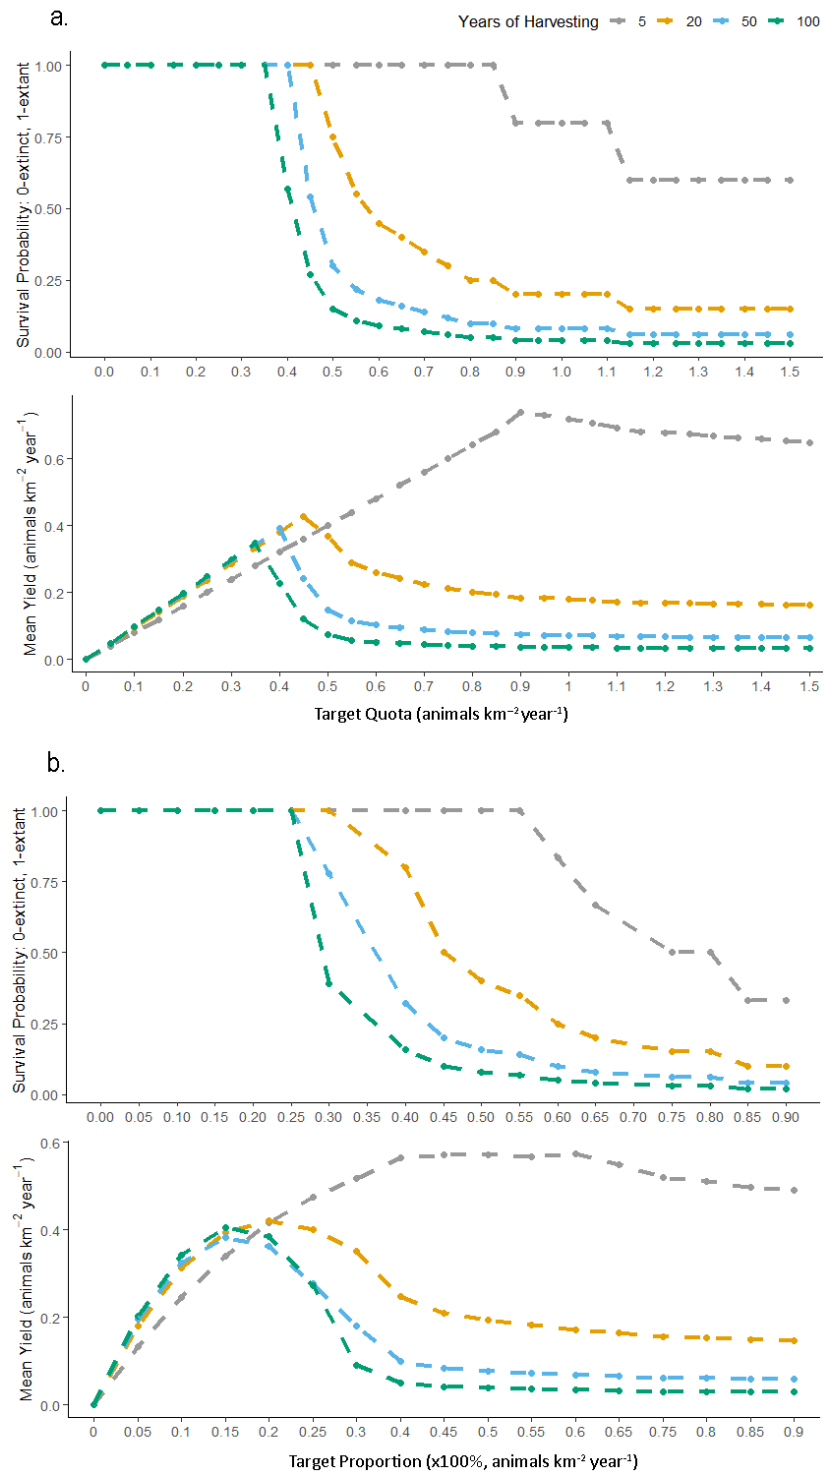 a.
Years of Harvesting 5 20 50 100
Survival Probability: 0-extinct, 1-extant
1.00
0.75
0.50
0.25
0.00
0.0 0.1 0.2 0.3 0.4 0.5 0.6 0.7 0.8 0.9 1.0 1.1 1.2 1.3 1.4 1.5
Mean Yield (animals km⁻² year⁻¹)
0.6
0.4
0.2
0.0
0 0.1 0.2 0.3 0.4 0.5 0.6 0.7 0.8 0.9 1 1.1 1.2 1.3 1.4 1.5
Target Quota (animals km⁻² year⁻¹)
b.
Survival Probability: 0-extinct, 1-extant
1.00
0.75
0.50
0.25
0.00
0.00 0.05 0.10 0.15 0.20 0.25 0.30 0.35 0.40 0.45 0.50 0.55 0.60 0.65 0.70 0.75 0.80 0.85 0.90
Mean Yield (animals km⁻² year⁻¹)
0.6
0.4
0.2
0.0
0 0.05 0.1 0.15 0.2 0.25 0.3 0.35 0.4 0.45 0.5 0.55 0.6 0.65 0.7 0.75 0.8 0.85 0.9
Target Proportion (x100%, animals km⁻² year⁻¹)